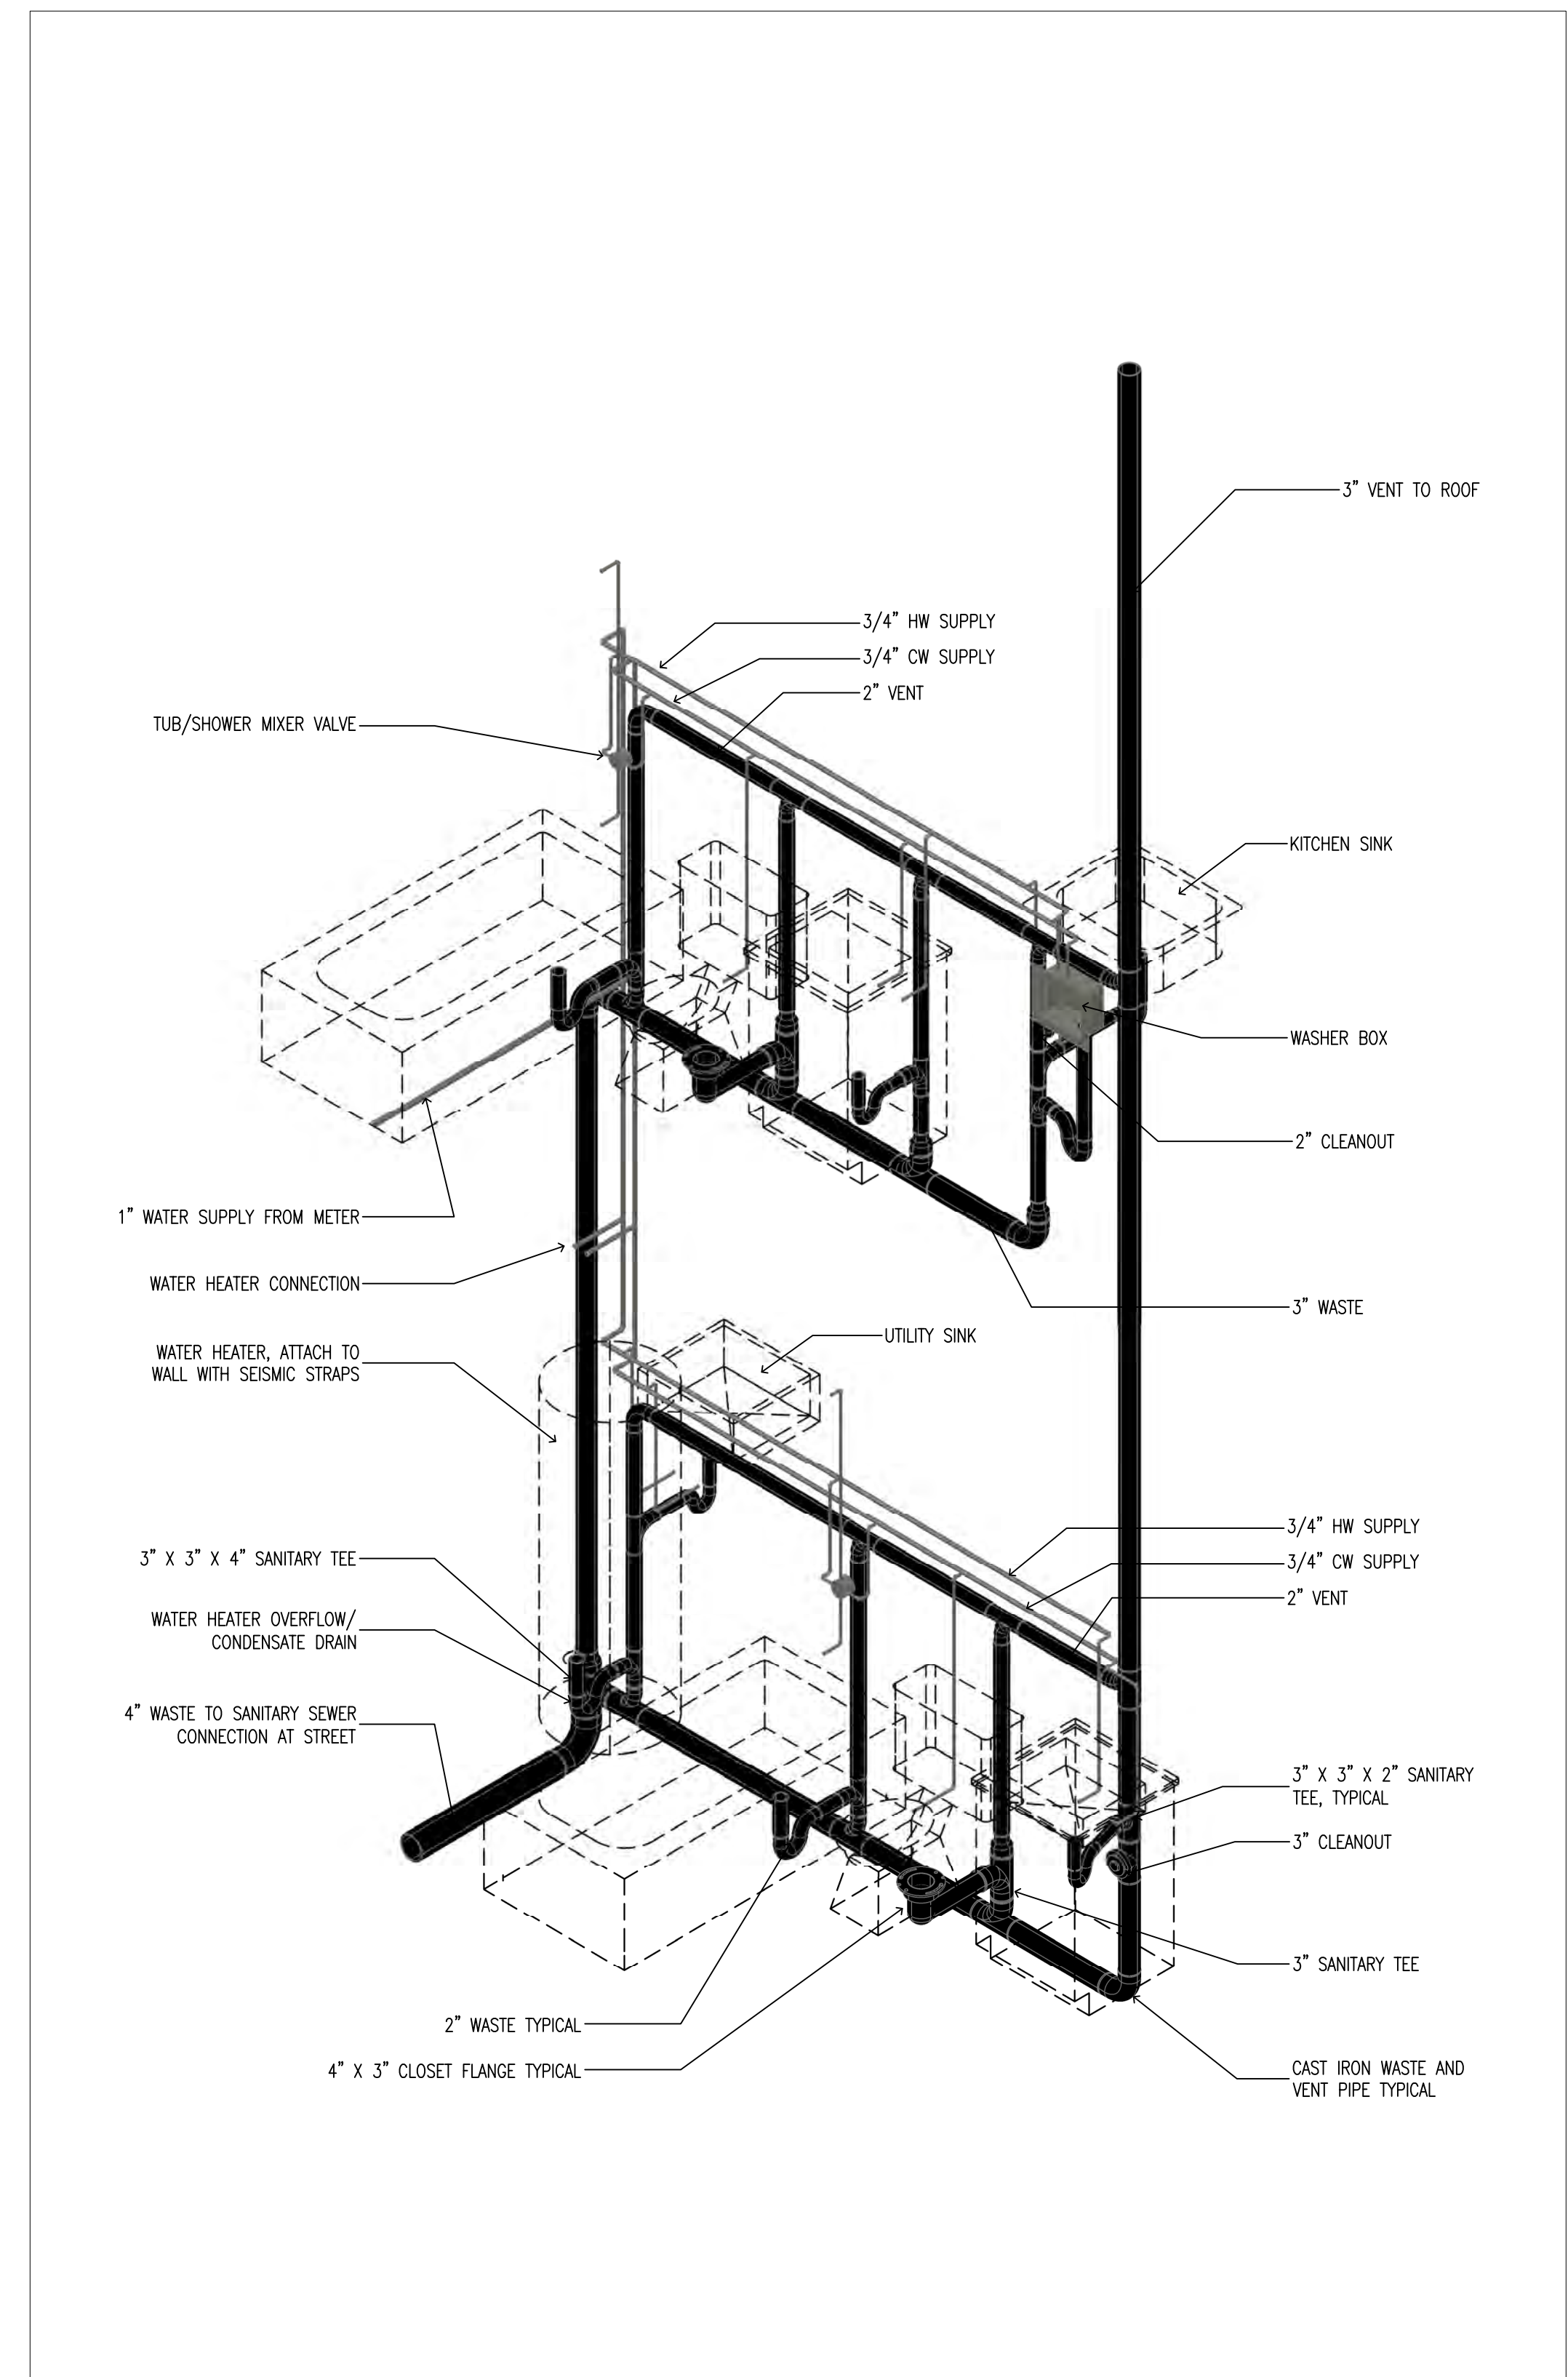 3” VENT TO ROOF
3/4” HW SUPPLY
3/4” CW SUPPLY
2” VENT
TUB/SHOWER MIXER VALVE
KITCHEN SINK
WASHER BOX
2” CLEANOUT
1” WATER SUPPLY FROM METER
WATER HEATER CONNECTION
3” WASTE
UTILITY SINK
WATER HEATER, ATTACH TO
WALL WITH SEISMIC STRAPS
3/4” HW SUPPLY
3/4” CW SUPPLY
2” VENT
3” X 3” X 4” SANITARY TEE
WATER HEATER OVERFLOW/
CONDENSATE DRAIN
4” WASTE TO SANITARY SEWER
CONNECTION AT STREET
3” X 3” X 2” SANITARY
TEE, TYPICAL
3” CLEANOUT
3” SANITARY TEE
2” WASTE TYPICAL
4” X 3” CLOSET FLANGE TYPICAL
CAST IRON WASTE AND
VENT PIPE TYPICAL